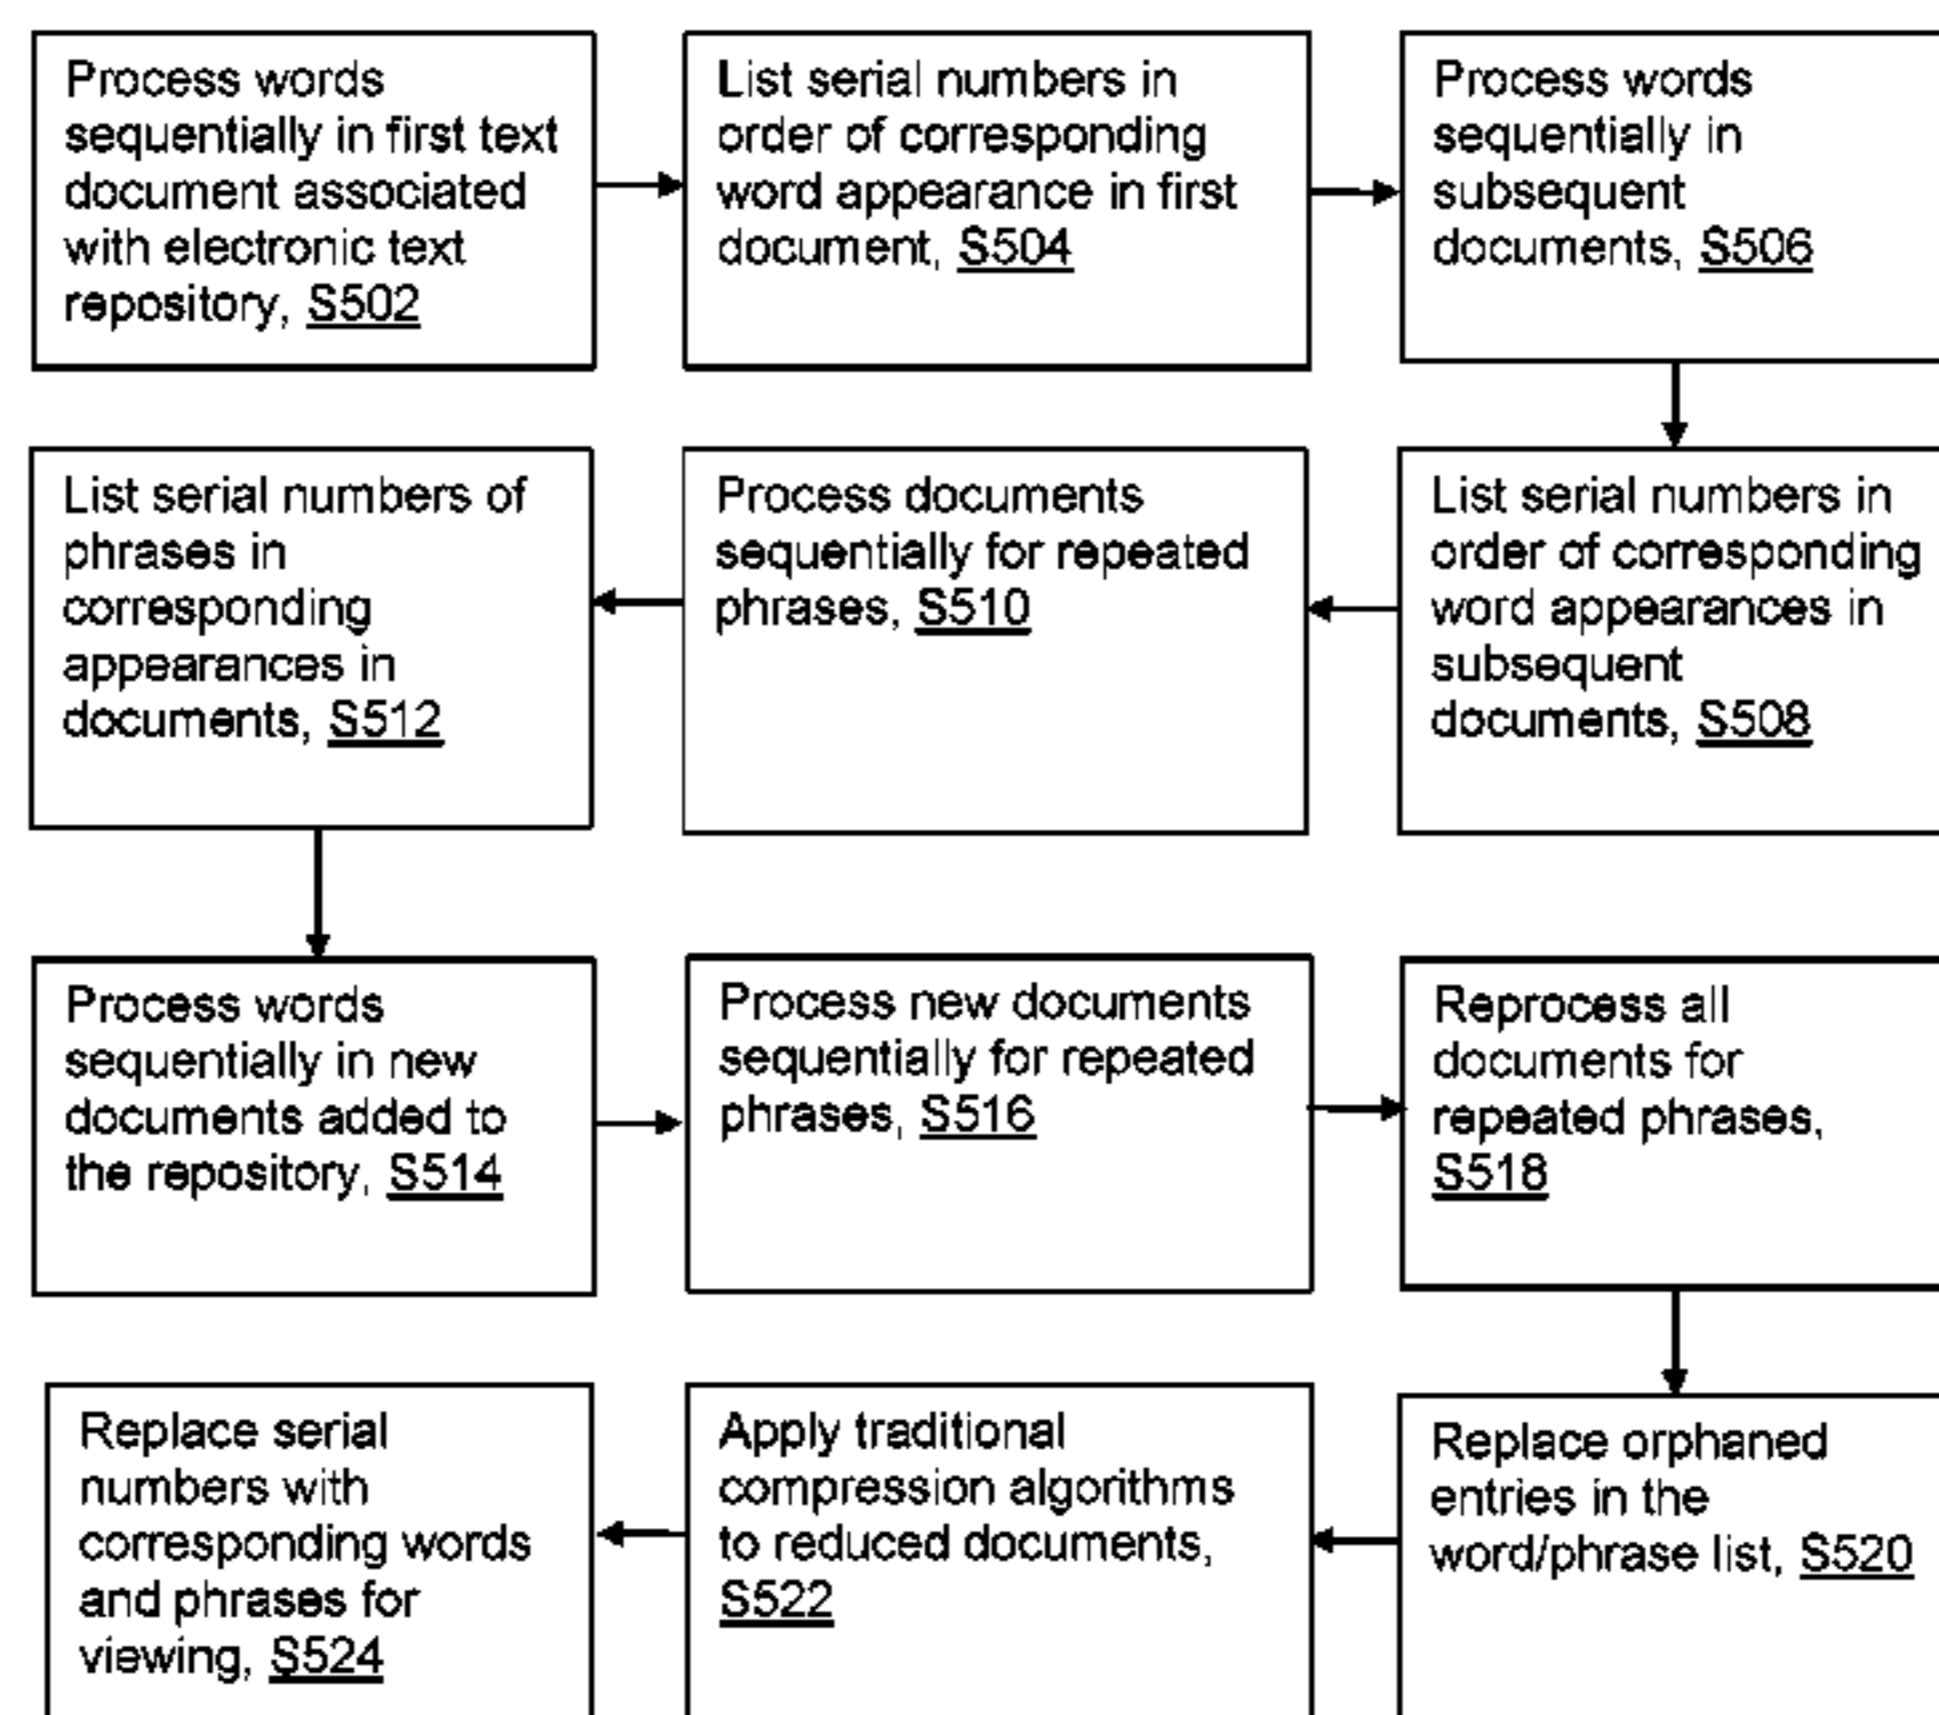 Process words
sequentially in first text
document associated
with electronic text
repository, S502
List serial numbers in
order of corresponding
word appearance in first
document, S504
Process words
sequentially in
subsequent
documents, S506
List serial numbers in
order of corresponding
word appearances in
subsequent
documents, S508
Process documents
sequentially for repeated
phrases, S510
List serial numbers of
phrases in
corresponding
appearances in
documents, S512
Process words
sequentially in new
documents added to
the repository, S514
Process new documents
sequentially for repeated
phrases, S516
Reprocess all
documents for
repeated phrases,
S518
Replace orphaned
entries in the
word/phrase list, S520
Apply traditional
compression algorithms
to reduced documents,
S522
Replace serial
numbers with
corresponding words
and phrases for
viewing, S524